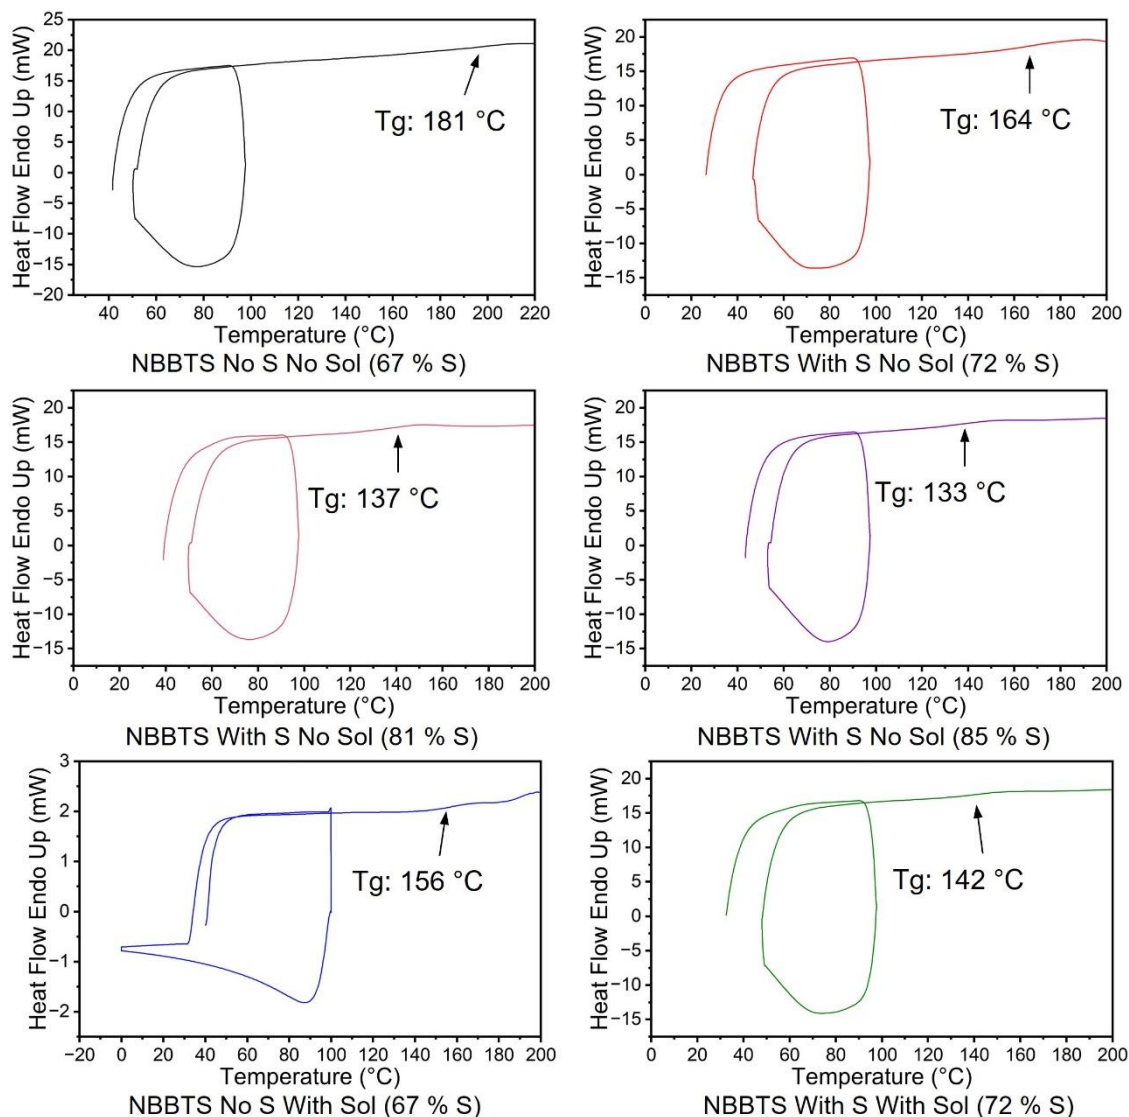 25
20
15
10
5
0
−5
−10
−15
−20
Heat Flow Endo Up (mW)
Tg: 181 °C
40 60 80 100 120 140 160 180 200 220
Temperature (°C)
NBBTS No S No Sol (67 % S)
20
15
10
5
0
−5
−10
−15
Heat Flow Endo Up (mW)
Tg: 164 °C
0 20 40 60 80 100 120 140 160 180 200
Temperature (°C)
NBBTS With S No Sol (72 % S)
20
15
10
5
0
−5
−10
−15
Heat Flow Endo Up (mW)
Tg: 137 °C
0 20 40 60 80 100 120 140 160 180 200
Temperature (°C)
NBBTS With S No Sol (81 % S)
20
15
10
5
0
−5
−10
−15
Heat Flow Endo Up (mW)
Tg: 133 °C
0 20 40 60 80 100 120 140 160 180 200
Temperature (°C)
NBBTS With S No Sol (85 % S)
3
2
1
0
−1
−2
Heat Flow Endo Up (mW)
Tg: 156 °C
−20 0 20 40 60 80 100 120 140 160 180 200
Temperature (°C)
NBBTS No S With Sol (67 % S)
20
15
10
5
0
−5
−10
−15
Heat Flow Endo Up (mW)
Tg: 142 °C
0 20 40 60 80 100 120 140 160 180 200
Temperature (°C)
NBBTS With S With Sol (72 % S)